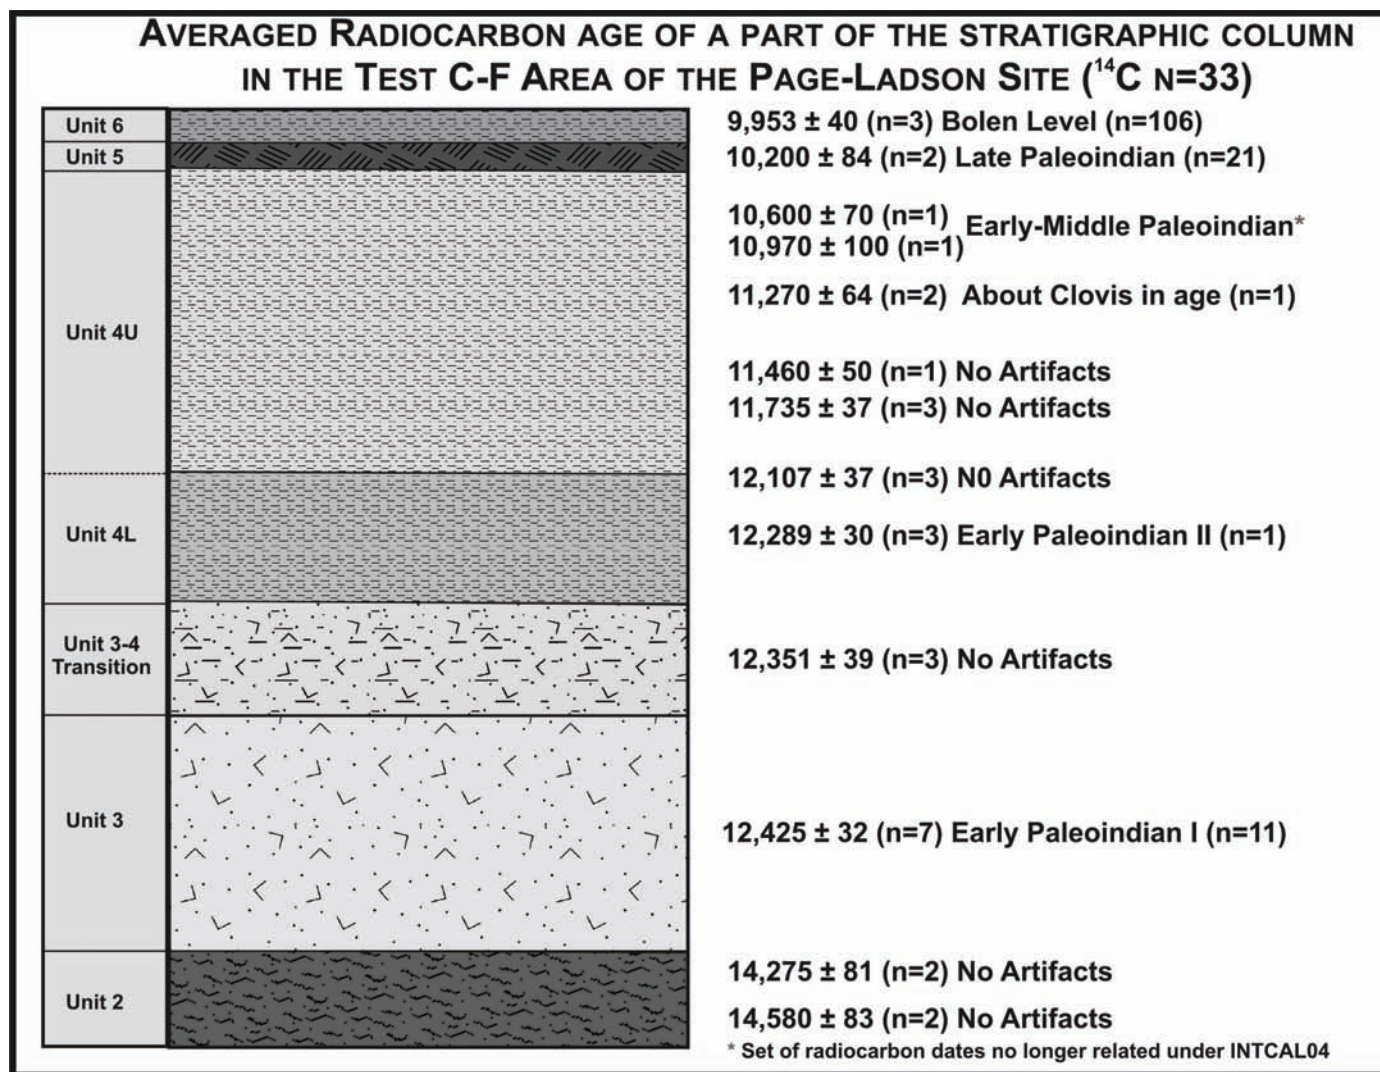 AVERAGED RADIOCARBON AGE OF A PART OF THE STRATIGRAPHIC COLUMN
IN THE TEST C-F AREA OF THE PAGE-LADSON SITE (¹⁴C N=33)
Unit 6
9,953 ± 40 (n=3) Bolen Level (n=106)
Unit 5
10,200 ± 84 (n=2) Late Paleoindian (n=21)
Unit 4U
10,600 ± 70 (n=1)
10,970 ± 100 (n=1)
Early-Middle Paleoindian*
11,270 ± 64 (n=2) About Clovis in age (n=1)
11,460 ± 50 (n=1) No Artifacts
11,735 ± 37 (n=3) No Artifacts
12,107 ± 37 (n=3) N0 Artifacts
Unit 4L
12,289 ± 30 (n=3) Early Paleoindian II (n=1)
Unit 3-4
Transition
12,351 ± 39 (n=3) No Artifacts
Unit 3
12,425 ± 32 (n=7) Early Paleoindian I (n=11)
Unit 2
14,275 ± 81 (n=2) No Artifacts
14,580 ± 83 (n=2) No Artifacts
* Set of radiocarbon dates no longer related under INTCAL04